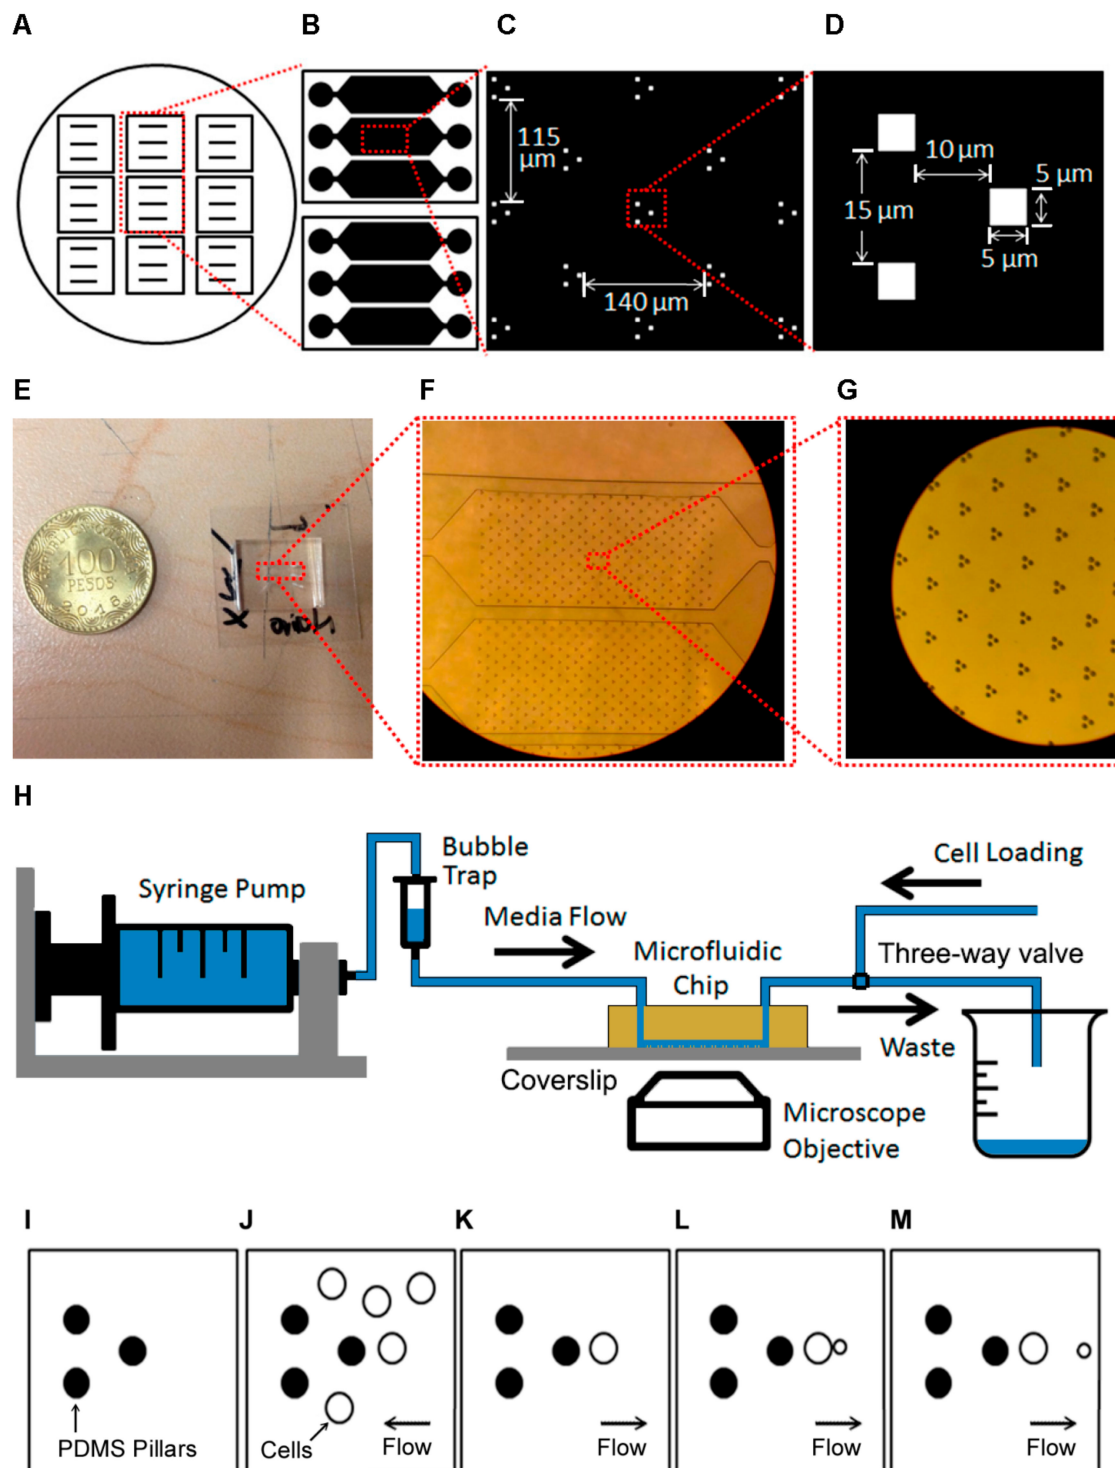 A
B
C
D
115
μm
140 μm
10 μm
15 μm
5 μm
5 μm
E
F
G
100
PESOS
2016
H
Syringe Pump
Bubble
Trap
Media Flow
Microfluidic
Chip
Cell Loading
Three-way valve
Waste
Coverslip
Microscope
Objective
I
J
K
L
M
PDMS Pillars
Cells
Flow
Flow
Flow
Flow